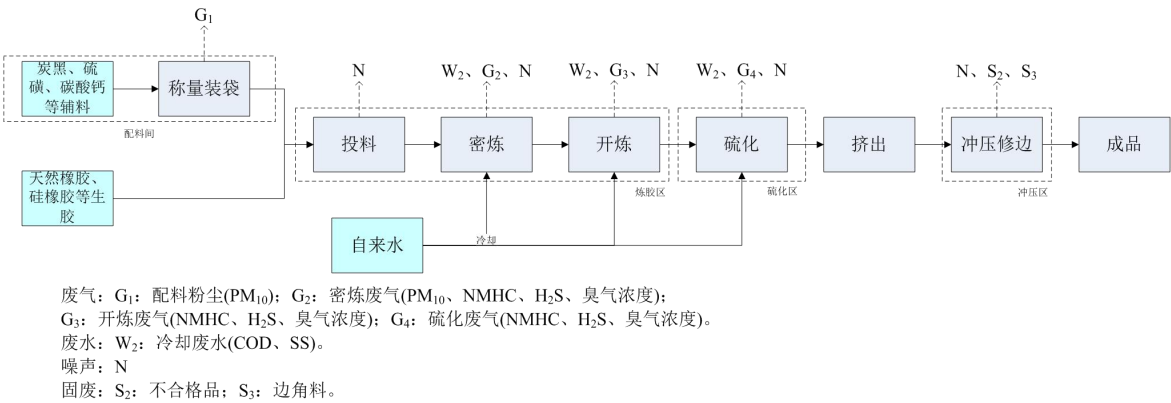 G₁
炭黑、硫
磺、碳酸钙
等辅料
称量装袋
配料间
天然橡胶、
硅橡胶等生
胶
N
W₂、G₂、N
W₂、G₃、N
W₂、G₄、N
N、S₂、S₃
投料
密炼
开炼
硫化
挤出
冲压修边
成品
炼胶区
硫化区
冲压区
自来水
冷却
废气：G₁：配料粉尘(PM₁₀)；G₂：密炼废气(PM₁₀、NMHC、H₂S、臭气浓度)；
G₃：开炼废气(NMHC、H₂S、臭气浓度)；G₄：硫化废气(NMHC、H₂S、臭气浓度)。
废水：W₂：冷却废水(COD、SS)。
噪声：N
固废：S₂：不合格品；S₃：边角料。